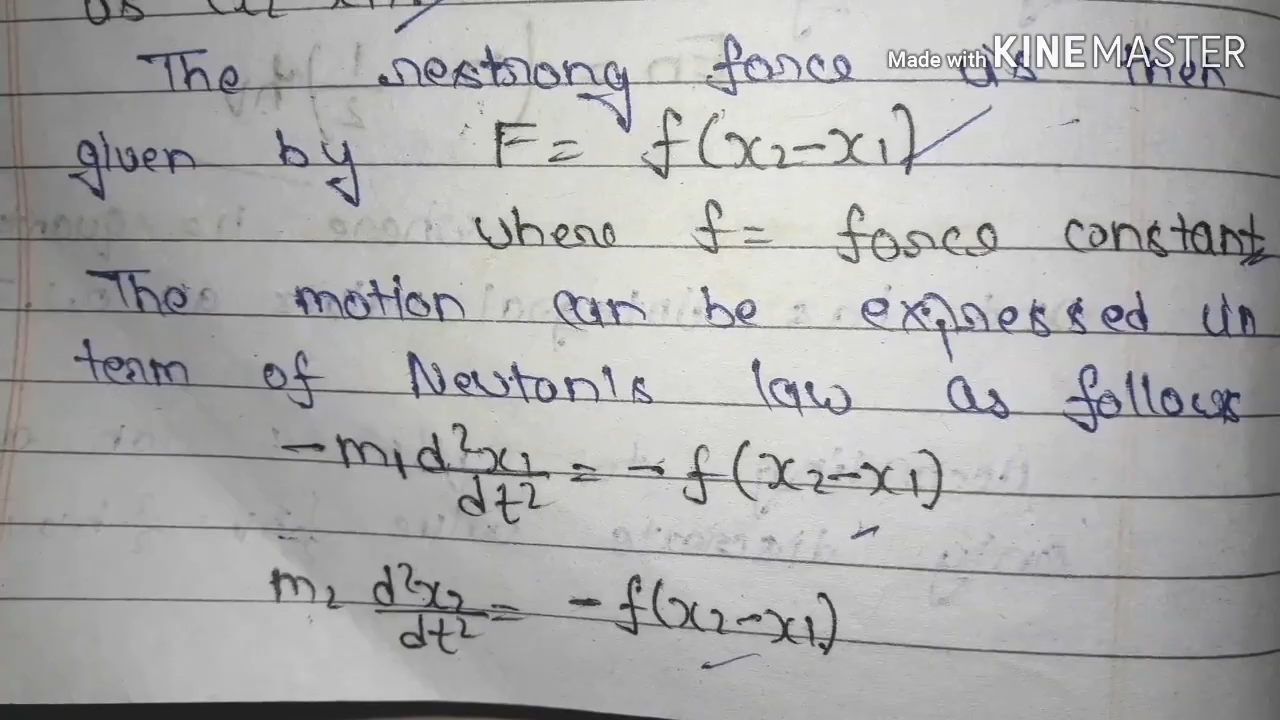 The restrong force is then
given by F = f(x₂-x₁)
where f = force constant
The motion can be expressed in
term of Newton's law as follows
-m₁ d²x₁/dt² = -f(x₂-x₁)
m₂ d²x₂/dt² = -f(x₂-x₁)
Made with KINEMASTER